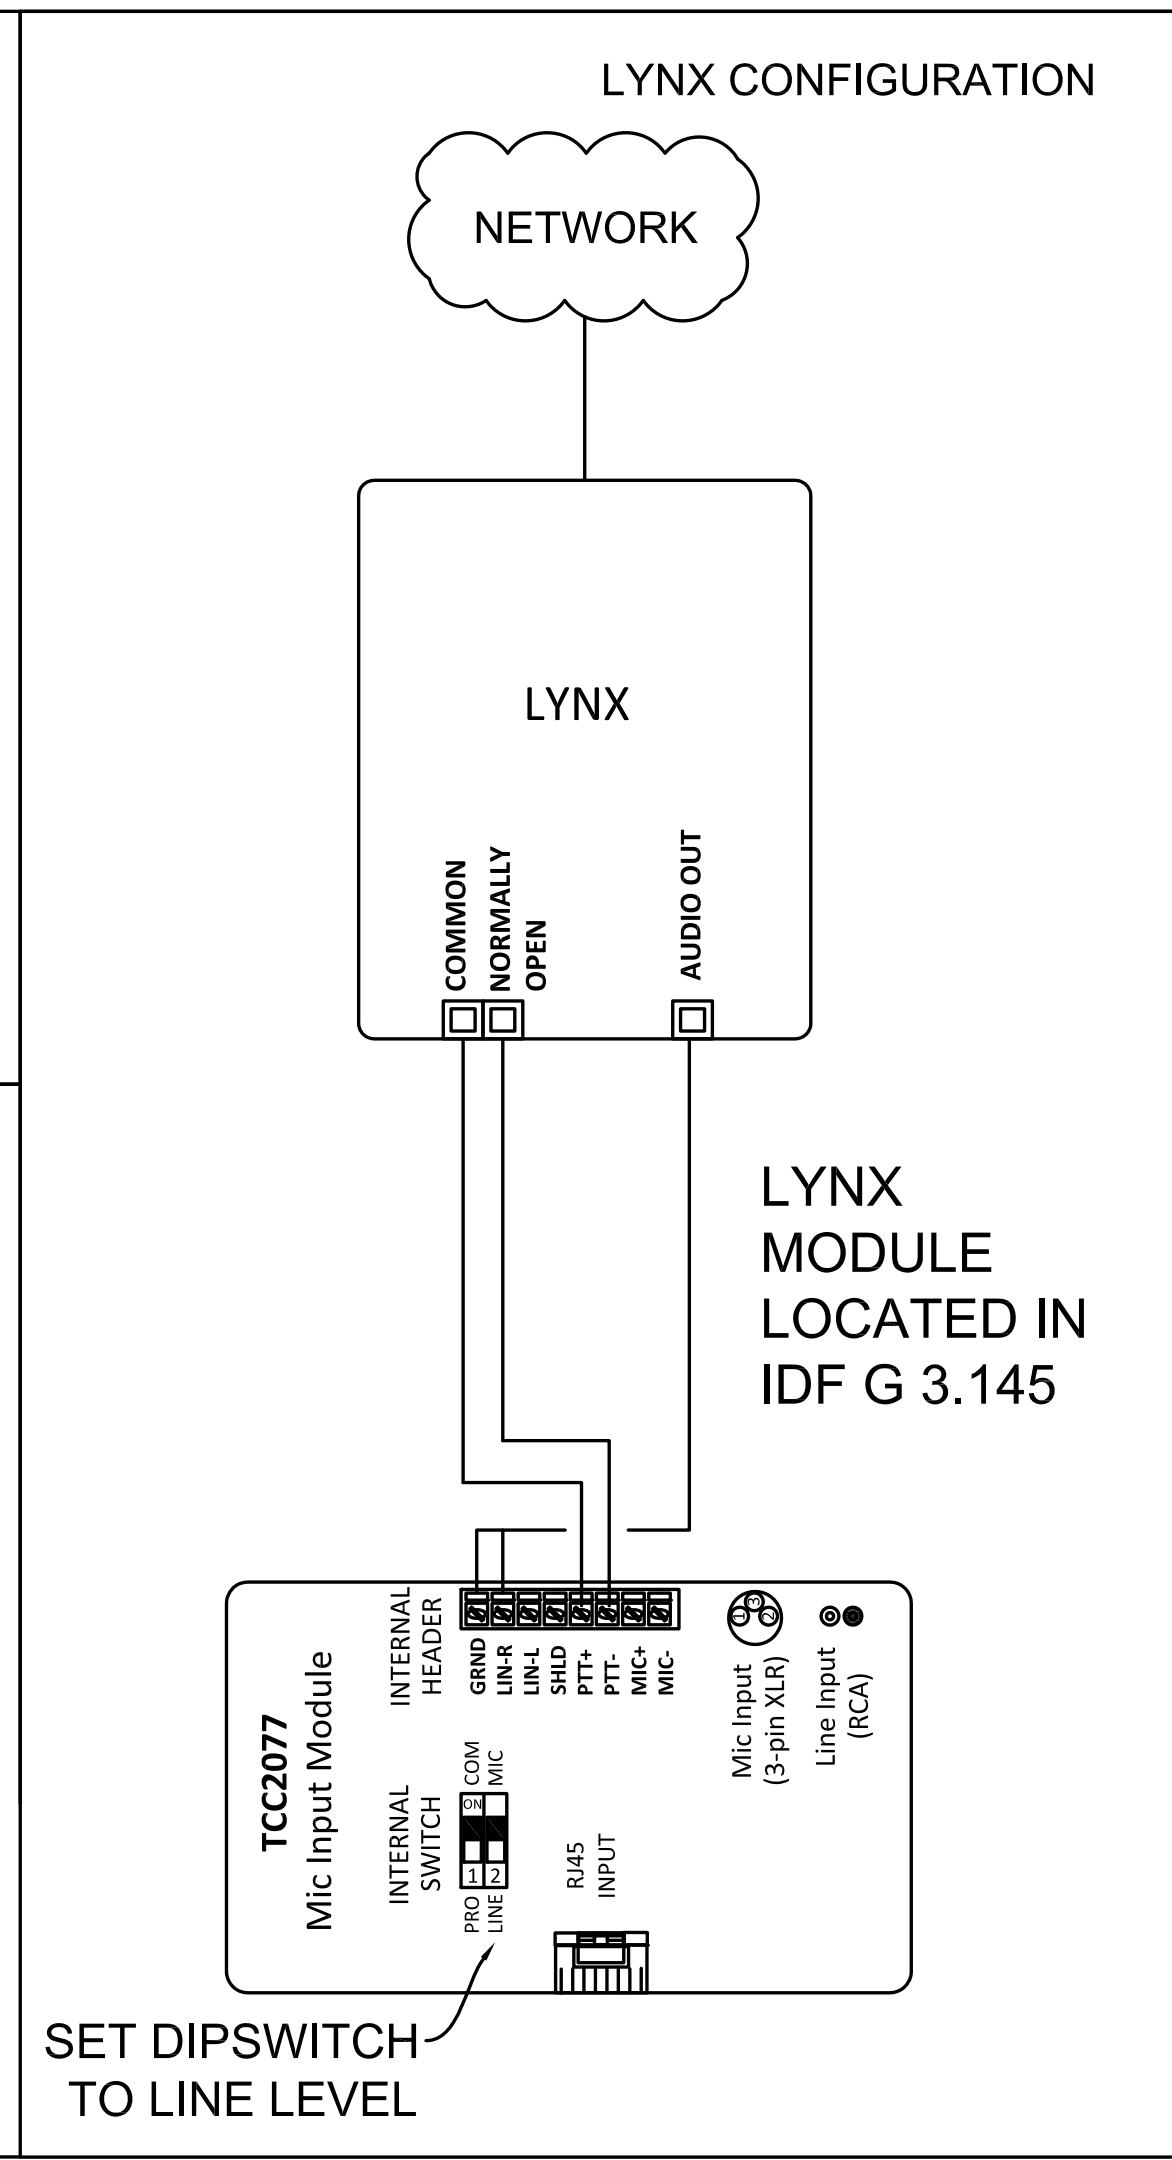 LYNX CONFIGURATION
NETWORK
LYNX
COMMON
NORMALLY
OPEN
AUDIO OUT
LYNX
MODULE
LOCATED IN
IDF G 3.145
TCC2077
Mic Input Module
INTERNAL
HEADER
GRND
LIN-R
LIN-L
SHLD
PTT+
PTT-
MIC+
MIC-
1
3
2
Mic Input
(3-pin XLR)
Line Input
(RCA)
INTERNAL
SWITCH
COM
MIC
ON
1
2
PRO
LINE
RJ45
INPUT
SET DIPSWITCH
TO LINE LEVEL